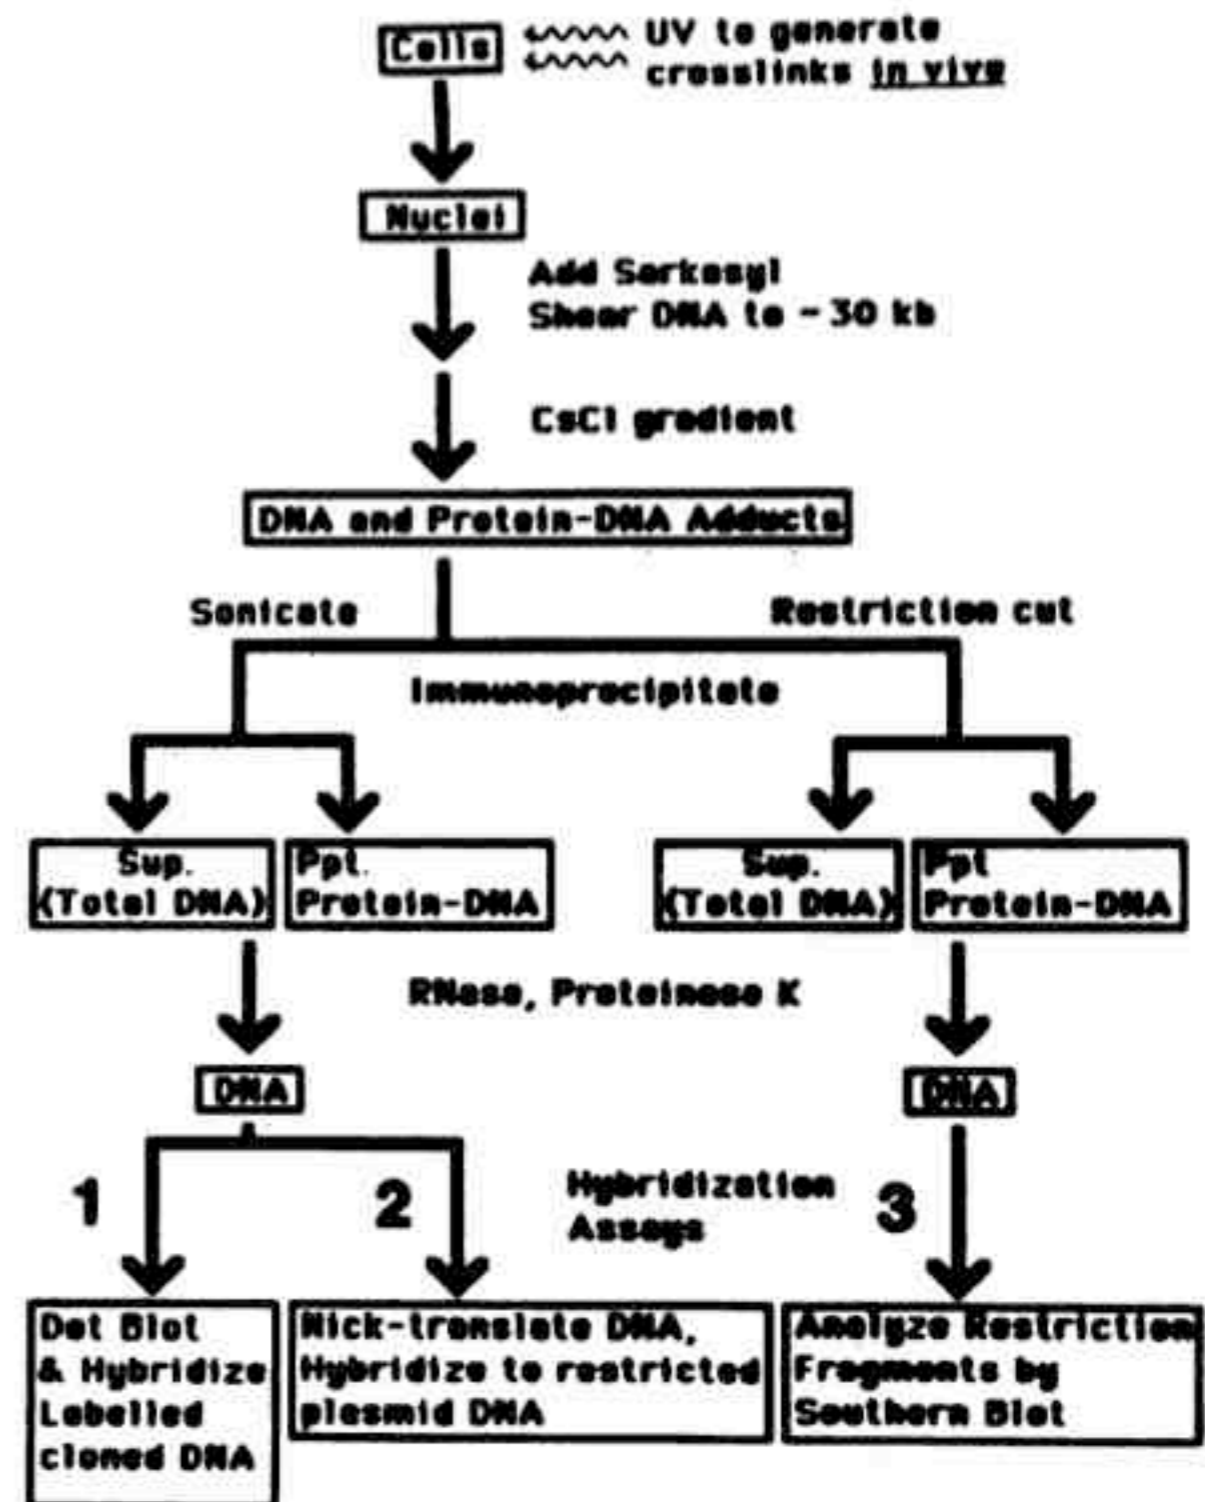 Cells
UV to generate
crosslinks in vivo
Nuclei
Add Sarkosyl
Shear DNA to ~30 kb
CsCl gradient
DNA and Protein-DNA Adducts
Sonicate
Restriction cut
Immunoprecipitate
Sup.
(Total DNA)
Ppt.
Protein-DNA
Sup.
(Total DNA)
Ppt
Protein-DNA
RNase, Proteinase K
DNA
DNA
1
2
Hybridization
Assays
3
Dot Blot
& Hybridize
Labelled
cloned DNA
Nick-translate DNA,
Hybridize to restricted
plasmid DNA
Analyze Restriction
Fragments by
Southern Blot